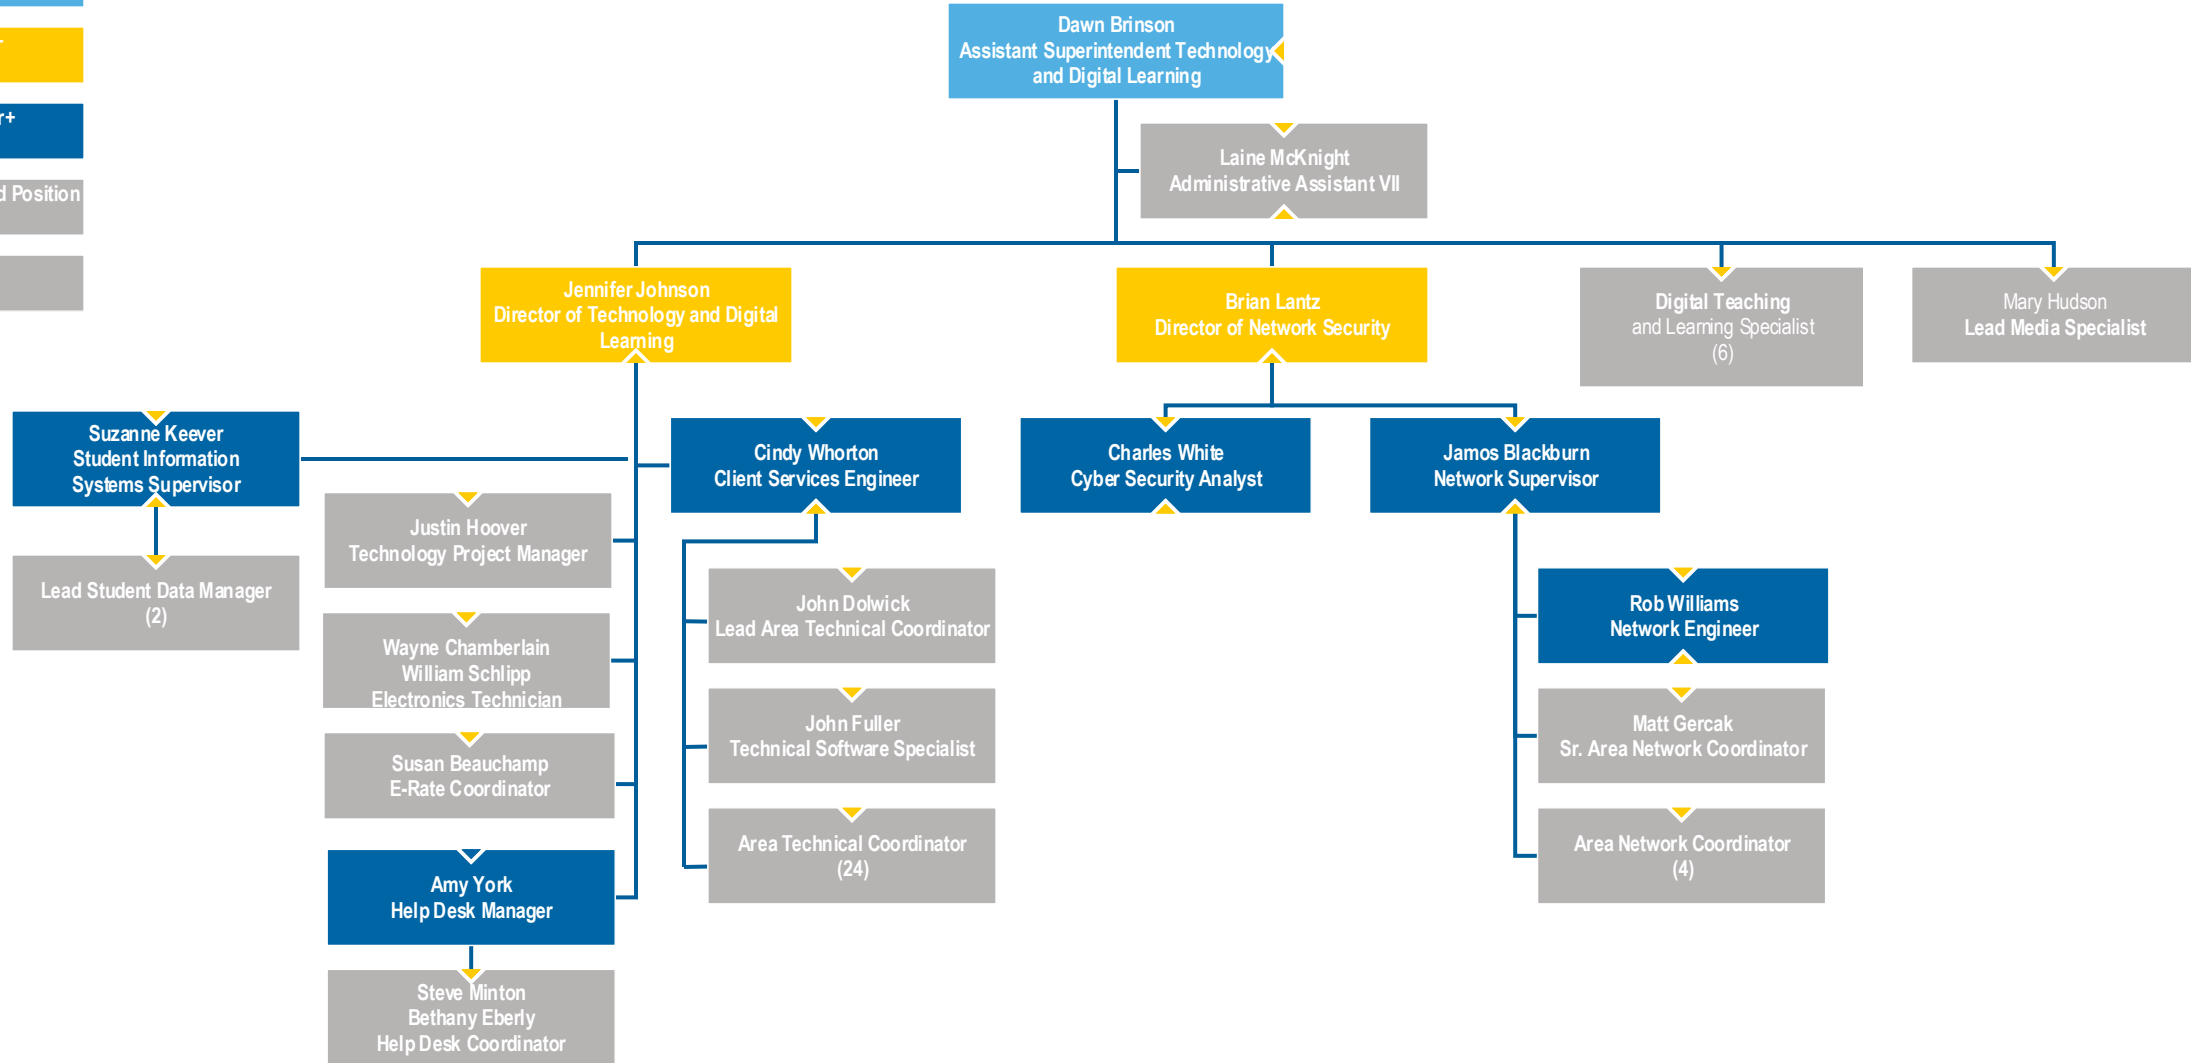 Dawn Brinson
Assistant Superintendent Technology
and Digital Learning
Laine McKnight
Administrative Assistant VII
Position
Jennifer Johnson
Director of Technology and Digital
Learning
Brian Lantz
Director of Network Security
Digital Teaching
and Learning Specialist
(6)
Mary Hudson
Lead Media Specialist
Suzanne Keever
Student Information
Systems Supervisor
Cindy Whorton
Client Services Engineer
Charles White
Cyber Security Analyst
Jamos Blackburn
Network Supervisor
Justin Hoover
Technology Project Manager
Lead Student Data Manager
(2)
John Dolwick
Lead Area Technical Coordinator
Rob Williams
Network Engineer
Wayne Chamberlain
William Schlipp
Electronics Technician
John Fuller
Technical Software Specialist
Matt Gercak
Sr. Area Network Coordinator
Susan Beauchamp
E-Rate Coordinator
Area Technical Coordinator
(24)
Area Network Coordinator
(4)
Amy York
Help Desk Manager
Steve Minton
Bethany Eberly
Help Desk Coordinator